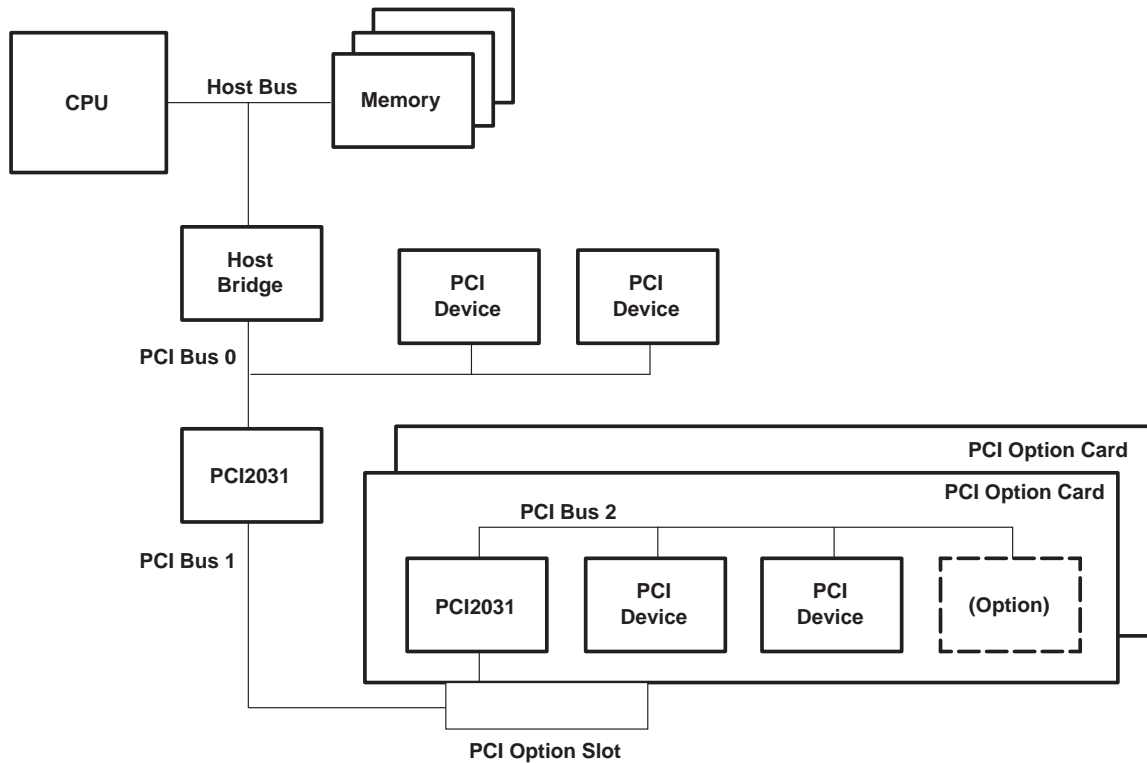 Host Bus
CPU
Memory
Host
Bridge
PCI
Device
PCI
Device
PCI Bus 0
PCI2031
PCI Option Card
PCI Option Card
PCI Bus 2
PCI Bus 1
PCI2031
PCI
Device
PCI
Device
(Option)
PCI Option Slot